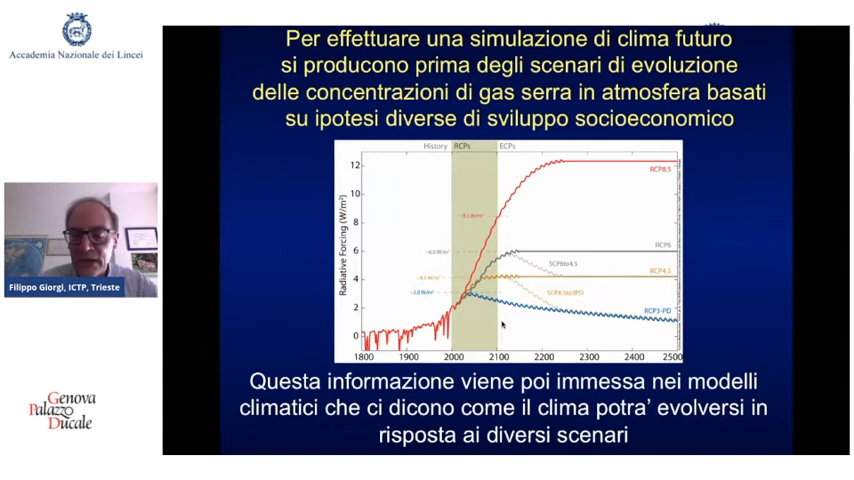 Accademia Nazionale dei Lincei
Per effettuare una simulazione di clima futuro
si producono prima degli scenari di evoluzione
delle concentrazioni di gas serra in atmosfera basati
su ipotesi diverse di sviluppo socioeconomico
History RCPs ECPs
Radiative Forcing (W/m²)
12
10
8
6
4
2
0
RCP8.5
RCP6
SCP6to4.5
RCP4.5
SCP4.5to3PD
RCP3-PD
1800 1900 2000 2100 2200 2300 2400 2500
Filippo Giorgi, ICTP, Trieste
Genova
Palazzo
Ducale
Questa informazione viene poi immessa nei modelli
climatici che ci dicono come il clima potra' evolversi in
risposta ai diversi scenari